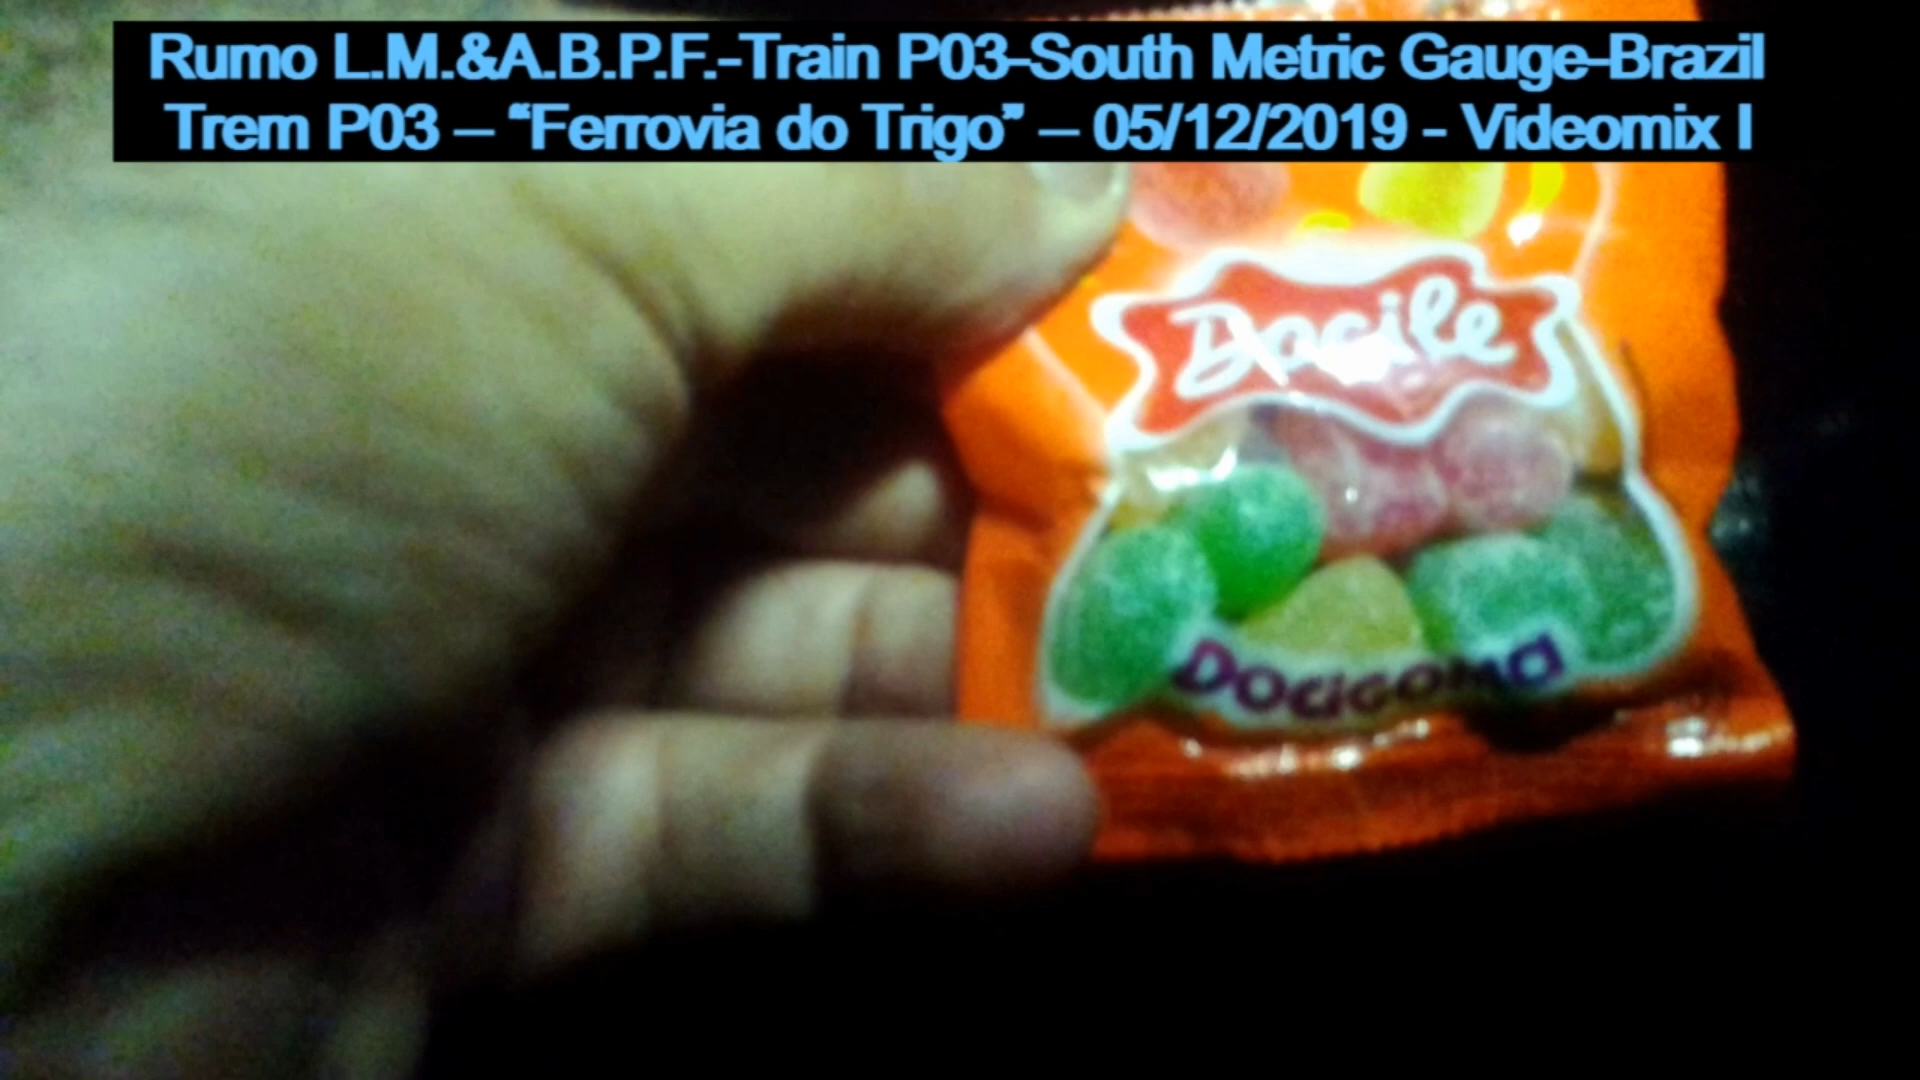 Rumo L.M.&A.B.P.F.-Train P03-South Metric Gauge-Brazil
Trem P03 – “Ferrovia do Trigo” – 05/12/2019 - Videomix I
Docile
DOCIGOMA